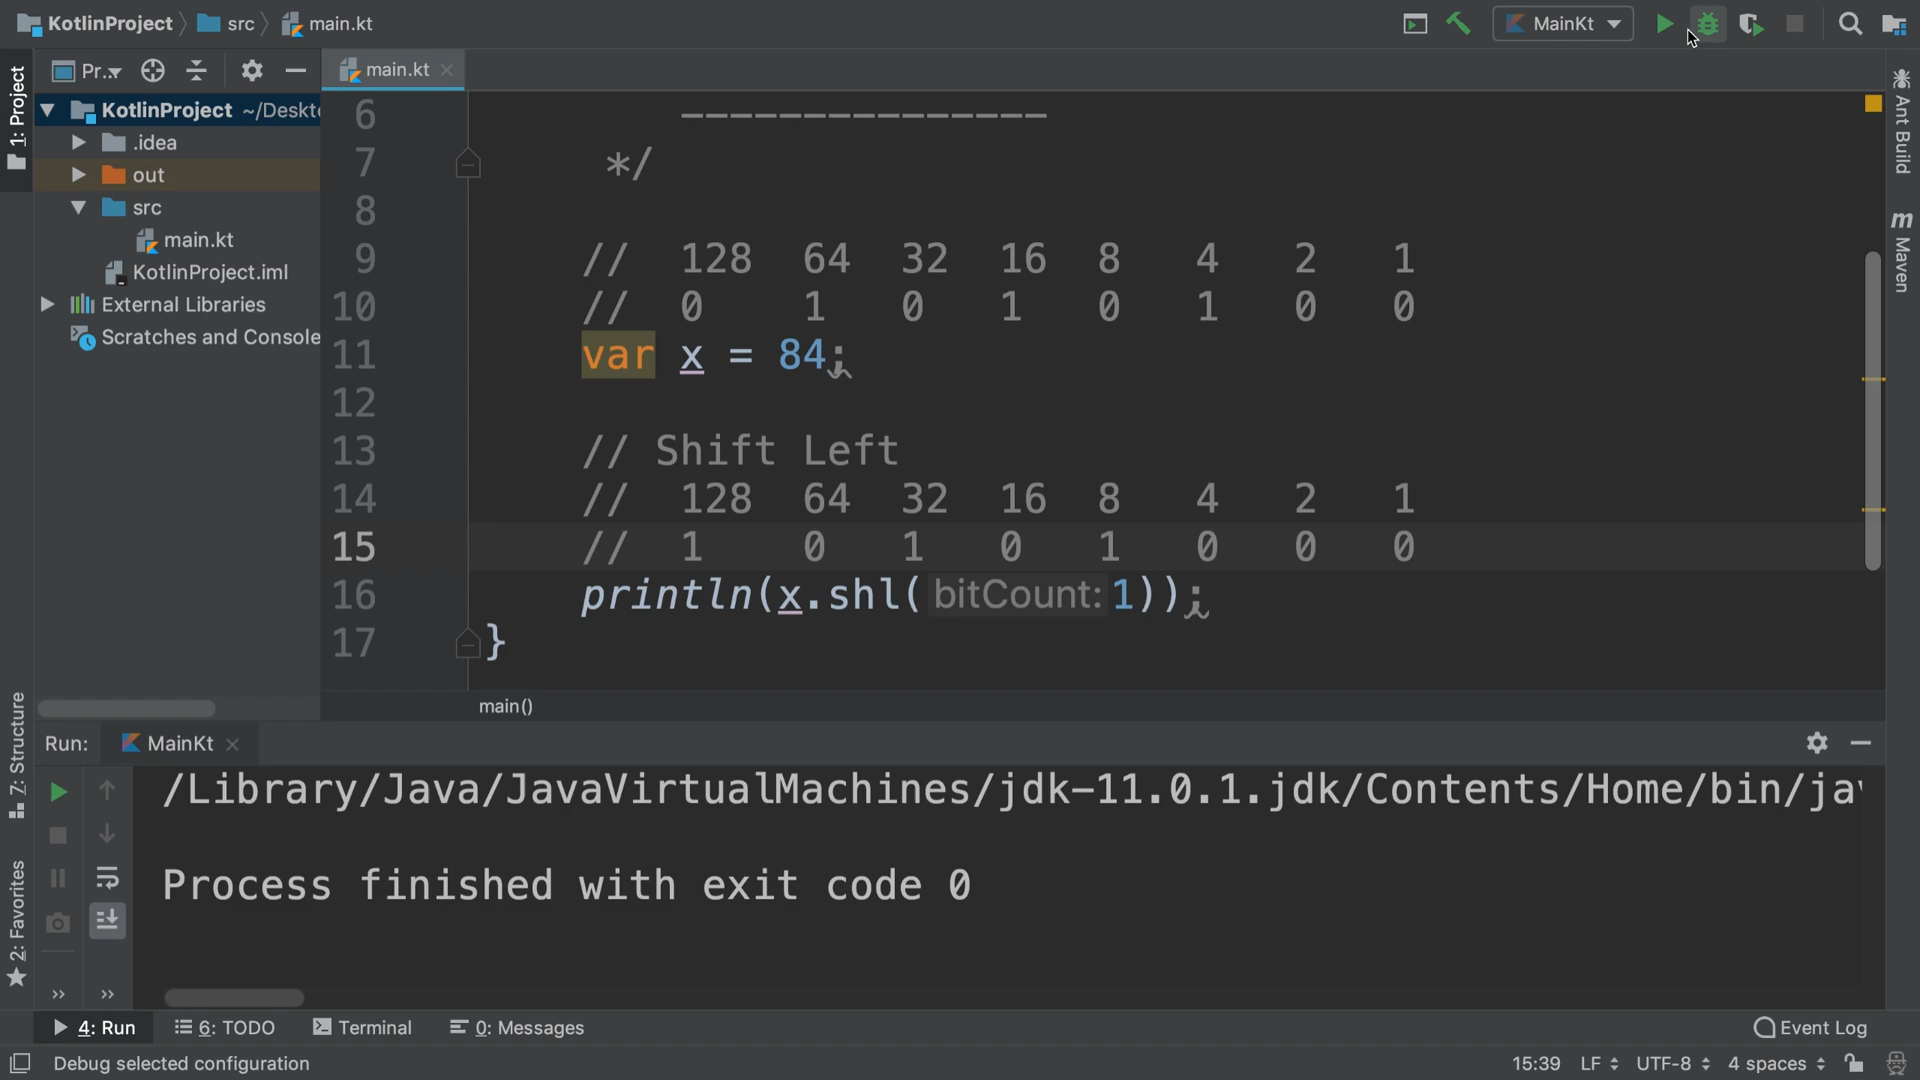 KotlinProject src main.kt MainKt
1: Project Pr... main.kt
KotlinProject ~/Deskt
.idea
out
src
main.kt
KotlinProject.iml
External Libraries
Scratches and Console
6 ---------------
7 */
8
9 // 128 64 32 16 8 4 2 1
10 // 0 1 0 1 0 1 0 0
11 var x = 84;
12
13 // Shift Left
14 // 128 64 32 16 8 4 2 1
15 // 1 0 1 0 1 0 0 0
16 println(x.shl( bitCount: 1));
17 }
main()
Ant Build
m Maven
7: Structure
2: Favorites
Run: MainKt
/Library/Java/JavaVirtualMachines/jdk-11.0.1.jdk/Contents/Home/bin/jav
Process finished with exit code 0
4: Run 6: TODO Terminal 0: Messages Event Log
Debug selected configuration 15:39 LF UTF-8 4 spaces